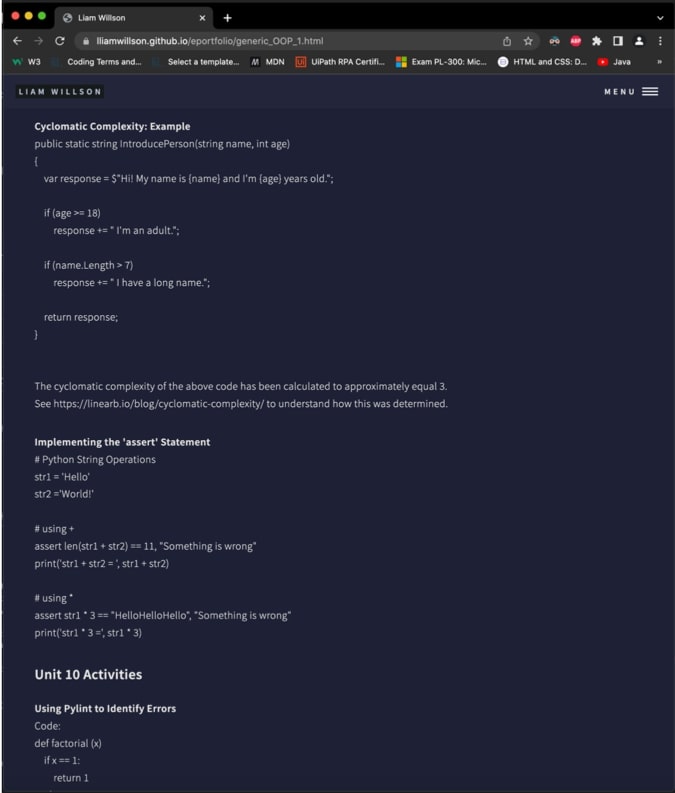 Liam Willson
lliamwillson.github.io/eportfolio/generic_OOP_1.html
W3 Coding Terms and... Select a template... MDN UiPath RPA Certifi... Exam PL-300: Mic... HTML and CSS: D... Java »
LIAM WILLSON MENU
Cyclomatic Complexity: Example
public static string IntroducePerson(string name, int age)
{
var response = $"Hi! My name is {name} and I'm {age} years old.";
if (age >= 18)
response += " I'm an adult.";
if (name.Length > 7)
response += " I have a long name.";
return response;
}
The cyclomatic complexity of the above code has been calculated to approximately equal 3.
See https://linearb.io/blog/cyclomatic-complexity/ to understand how this was determined.
Implementing the 'assert' Statement
# Python String Operations
str1 = 'Hello'
str2 ='World!'
# using +
assert len(str1 + str2) == 11, "Something is wrong"
print('str1 + str2 = ', str1 + str2)
# using *
assert str1 * 3 == "HelloHelloHello", "Something is wrong"
print('str1 * 3 =', str1 * 3)
Unit 10 Activities
Using Pylint to Identify Errors
Code:
def factorial (x)
if x == 1:
return 1